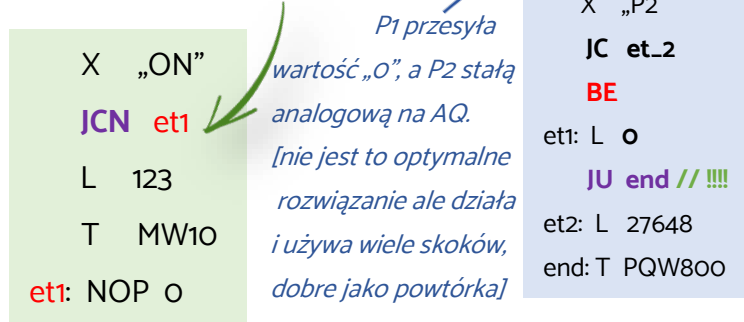 X „ON”
JCN et1
L 123
T MW10
et1: NOP 0
P1 przesyła
wartość „0”, a P2 stałą
analogową na AQ.
[nie jest to optymalne
rozwiązanie ale działa
i używa wiele skoków,
dobre jako powtórka]
X „P2
JC et_2
BE
et1: L 0
JU end // !!!!
et2: L 27648
end: T PQW800